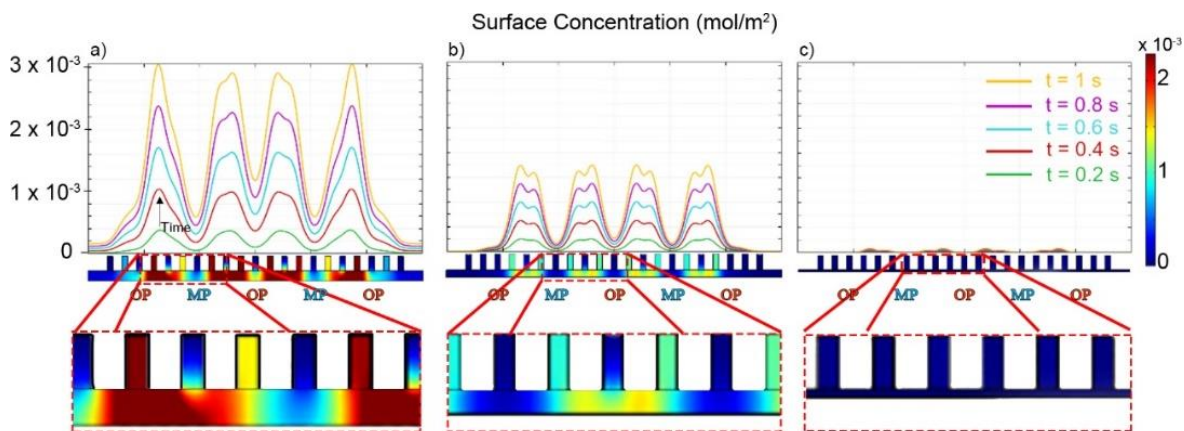 Surface Concentration (mol/m²)
a)
b)
c)
x 10⁻³
3 x 10⁻³
2 x 10⁻³
1 x 10⁻³
0
Time
t = 1 s
t = 0.8 s
t = 0.6 s
t = 0.4 s
t = 0.2 s
2
1
0
OP MP OP MP OP
OP MP OP MP OP
OP MP OP MP OP